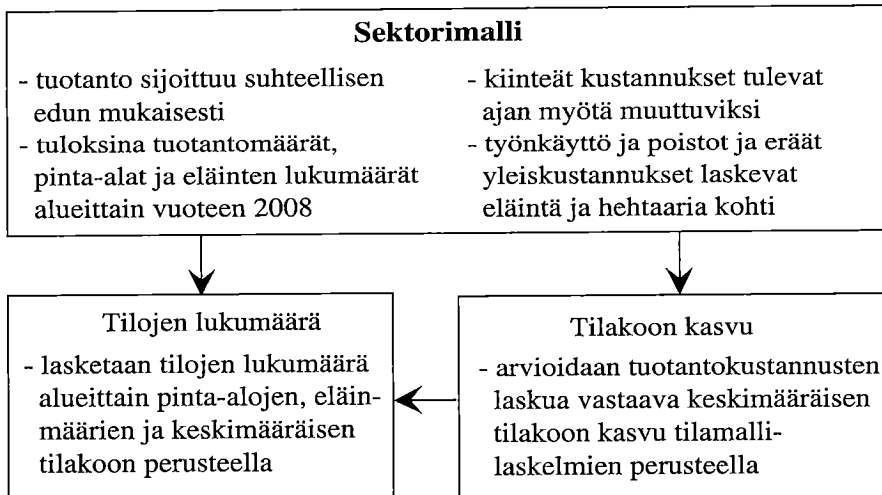 Sektorimalli
- tuotanto sijoittuu suhteellisen
edun mukaisesti
- tuloksina tuotantomäärät,
pinta-alat ja eläinten lukumäärät
alueittain vuoteen 2008
- kiinteät kustannukset tulevat
ajan myötä muuttuviksi
- työnkäyttö ja poistot ja eräät
yleiskustannukset laskevat
eläintä ja hehtaaria kohti
Tilojen lukumäärä
- lasketaan tilojen lukumäärä
alueittain pinta-alojen, eläin-
määrien ja keskimääräisen
tilakoon perusteella
Tilakoon kasvu
- arvioidaan tuotantokustannusten
laskua vastaava keskimääräisen
tilakoon kasvu tilamalli-
laskelmien perusteella